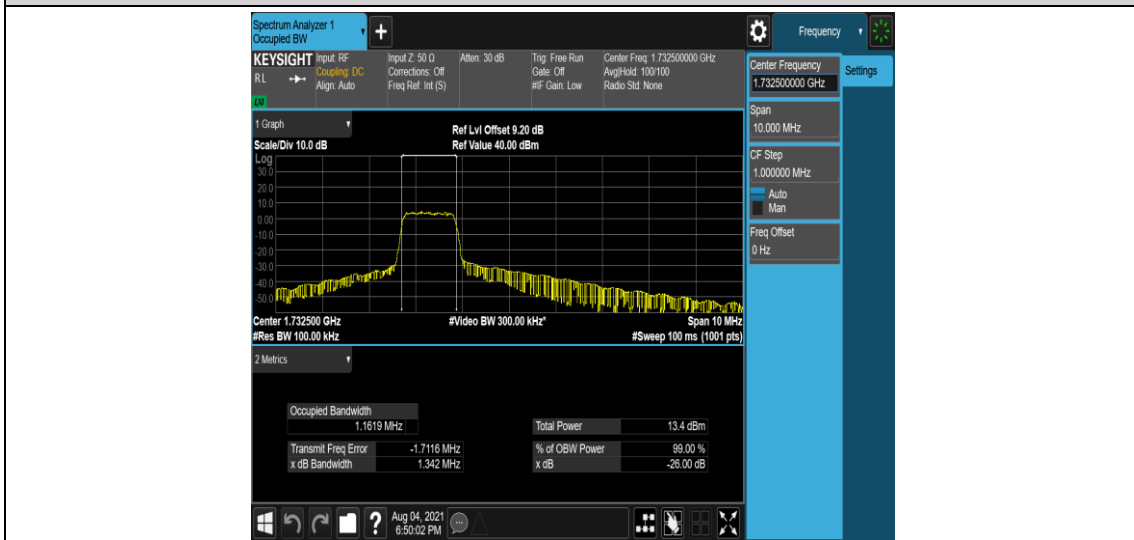 Spectrum Analyzer 1
Occupied BW
+
Frequency
KEYSIGHT
RL
LXI
Input: RF
Coupling: DC
Align: Auto
Input Z: 50 Ω
Corrections: Off
Freq Ref: Int (S)
Atten: 30 dB
Trig: Free Run
Gate: Off
#IF Gain: Low
Center Freq: 1.732500000 GHz
Avg|Hold: 100/100
Radio Std: None
Center Frequency
1.732500000 GHz
Settings
Span
10.000 MHz
CF Step
1.000000 MHz
Auto
Man
Freq Offset
0 Hz
1 Graph
Scale/Div 10.0 dB
Ref Lvl Offset 9.20 dB
Ref Value 40.00 dBm
Log
30.0
20.0
10.0
0.00
-10.0
-20.0
-30.0
-40.0
-50.0
Center 1.732500 GHz
#Video BW 300.00 kHz*
Span 10 MHz
#Res BW 100.00 kHz
#Sweep 100 ms (1001 pts)
2 Metrics
Occupied Bandwidth
1.1619 MHz
Total Power 13.4 dBm
Transmit Freq Error -1.7116 MHz
% of OBW Power 99.00 %
x dB Bandwidth 1.342 MHz
x dB -26.00 dB
?
Aug 04, 2021
6:50:02 PM